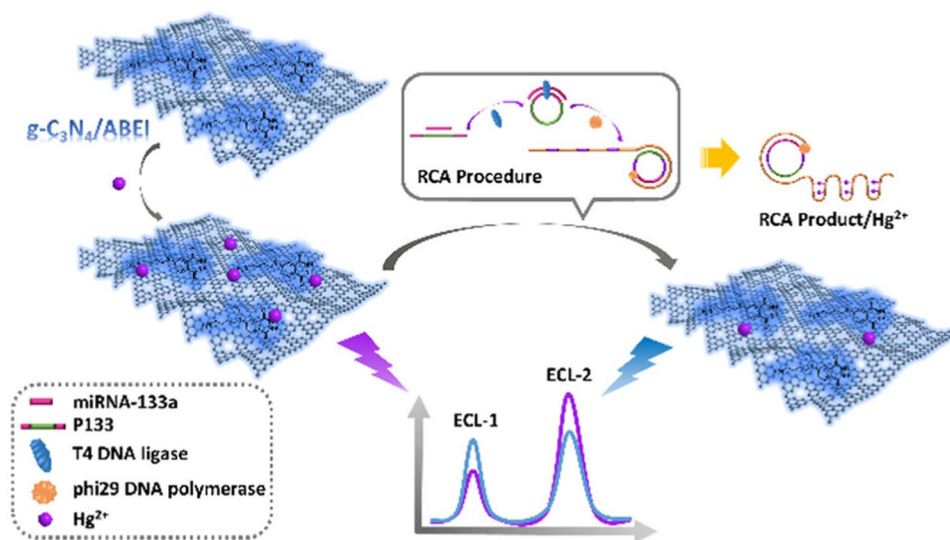 g-C₃N₄/ABEI
RCA Procedure
RCA Product/Hg²⁺
ECL-1
ECL-2
miRNA-133a
P133
T4 DNA ligase
phi29 DNA polymerase
Hg²⁺